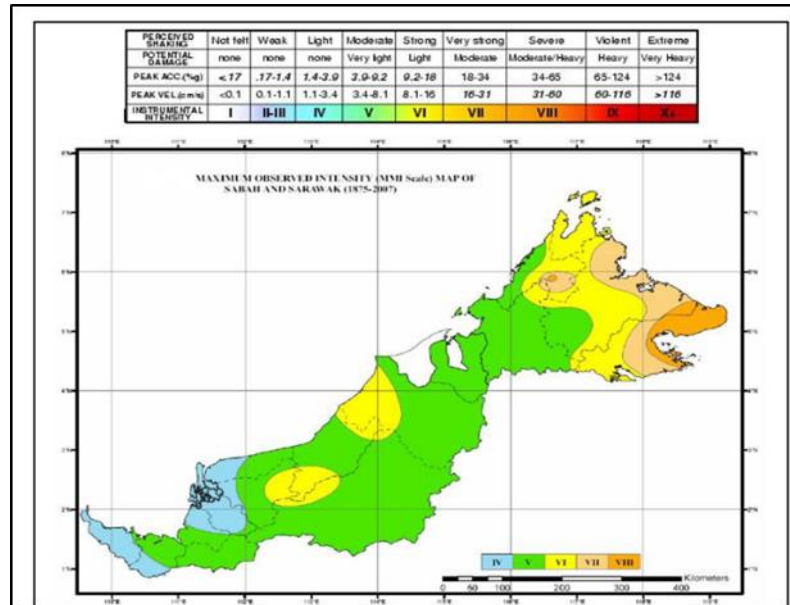 PERCEIVED SHAKING Not felt Weak Light Moderate Strong Very strong Severe Violent Extreme
POTENTIAL DAMAGE none none none Very light Light Moderate Moderate/Heavy Heavy Very Heavy
PEAK ACC.(%g) <.17 .17-1.4 1.4-3.9 3.9-9.2 9.2-18 18-34 34-65 65-124 >124
PEAK VEL.(cm/s) <0.1 0.1-1.1 1.1-3.4 3.4-8.1 8.1-16 16-31 31-60 60-116 >116
INSTRUMENTAL INTENSITY I II-III IV V VI VII VIII IX X+
MAXIMUM OBSERVED INTENSITY (MMI Scale) MAP OF
SABAH AND SARAWAK (1875-2007)
IV V VI VII VIII
Kilometers
0 50 100 200 300 400